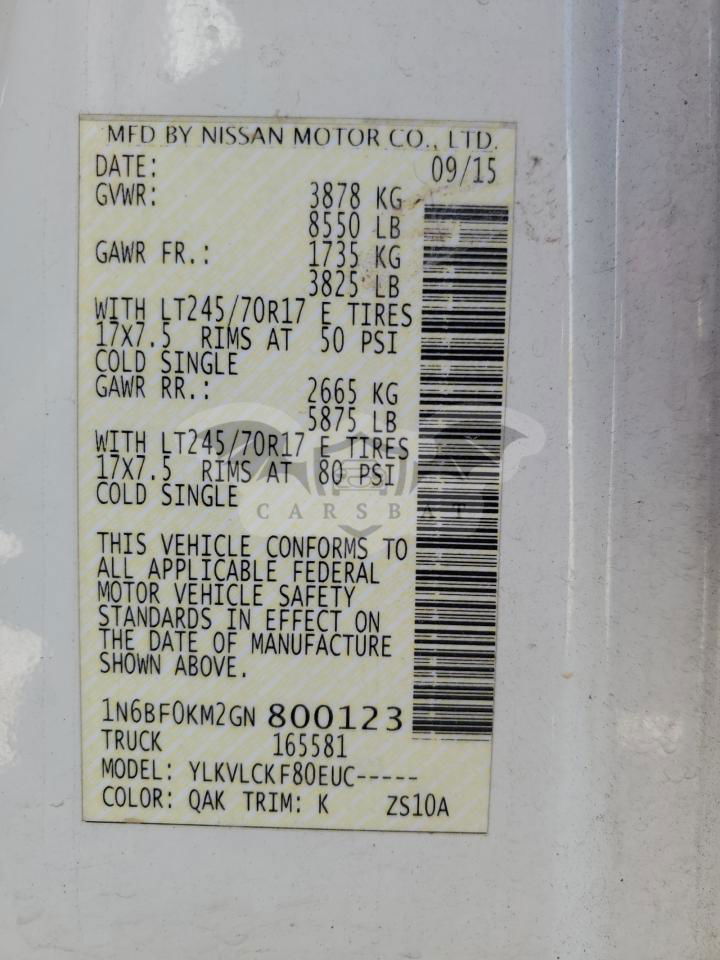 MFD BY NISSAN MOTOR CO., LTD.
DATE: 09/15
GVWR: 3878 KG
8550 LB
GAWR FR.: 1735 KG
3825 LB
WITH LT245/70R17 E TIRES
17X7.5 RIMS AT 50 PSI
COLD SINGLE
GAWR RR.: 2665 KG
5875 LB
WITH LT245/70R17 E TIRES
17X7.5 RIMS AT 80 PSI
COLD SINGLE
CARSBAT
THIS VEHICLE CONFORMS TO
ALL APPLICABLE FEDERAL
MOTOR VEHICLE SAFETY
STANDARDS IN EFFECT ON
THE DATE OF MANUFACTURE
SHOWN ABOVE.
1N6BF0KM2GN 800123
TRUCK 165581
MODEL: YLKVLCKF80EUC-----
COLOR: QAK TRIM: K ZS10A